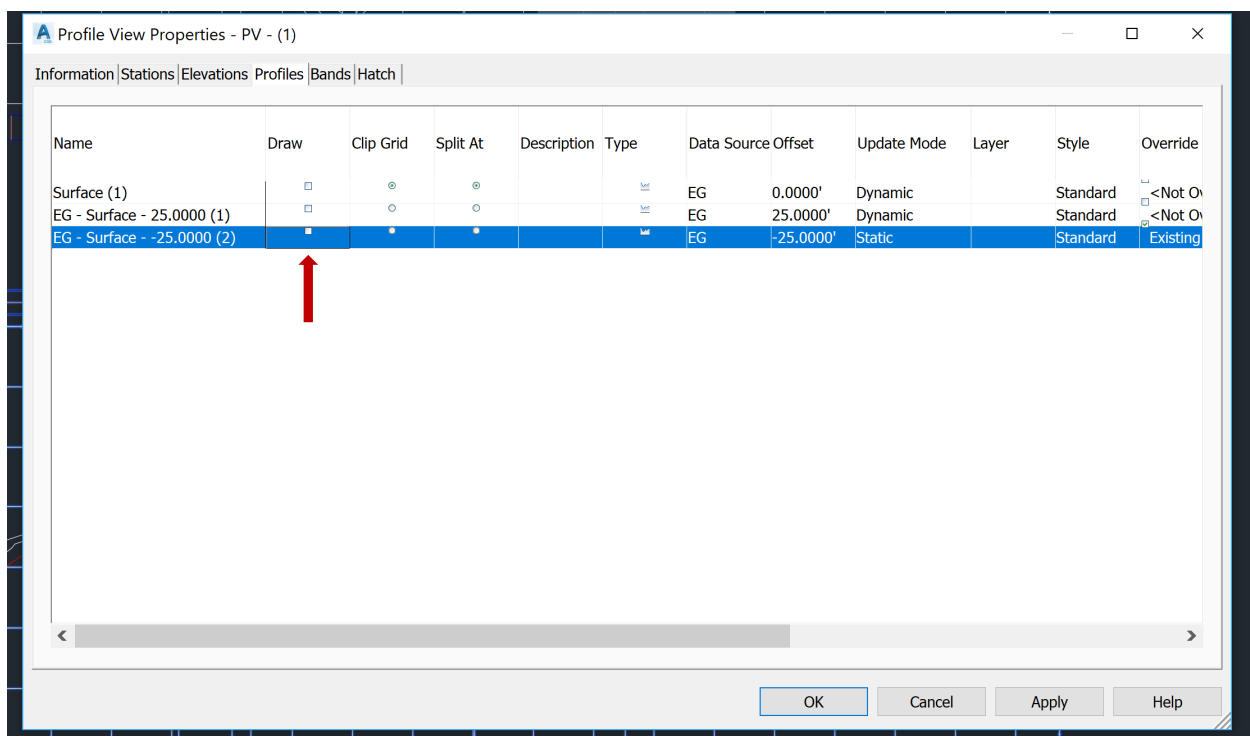 Profile View Properties - PV - (1)
Information Stations Elevations Profiles Bands Hatch
Name Draw Clip Grid Split At Description Type Data Source Offset Update Mode Layer Style Override
Surface (1) EG 0.0000' Dynamic Standard <Not Ov
EG - Surface - 25.0000 (1) EG 25.0000' Dynamic Standard <Not Ov
EG - Surface - -25.0000 (2) EG -25.0000' Static Standard Existing
OK Cancel Apply Help